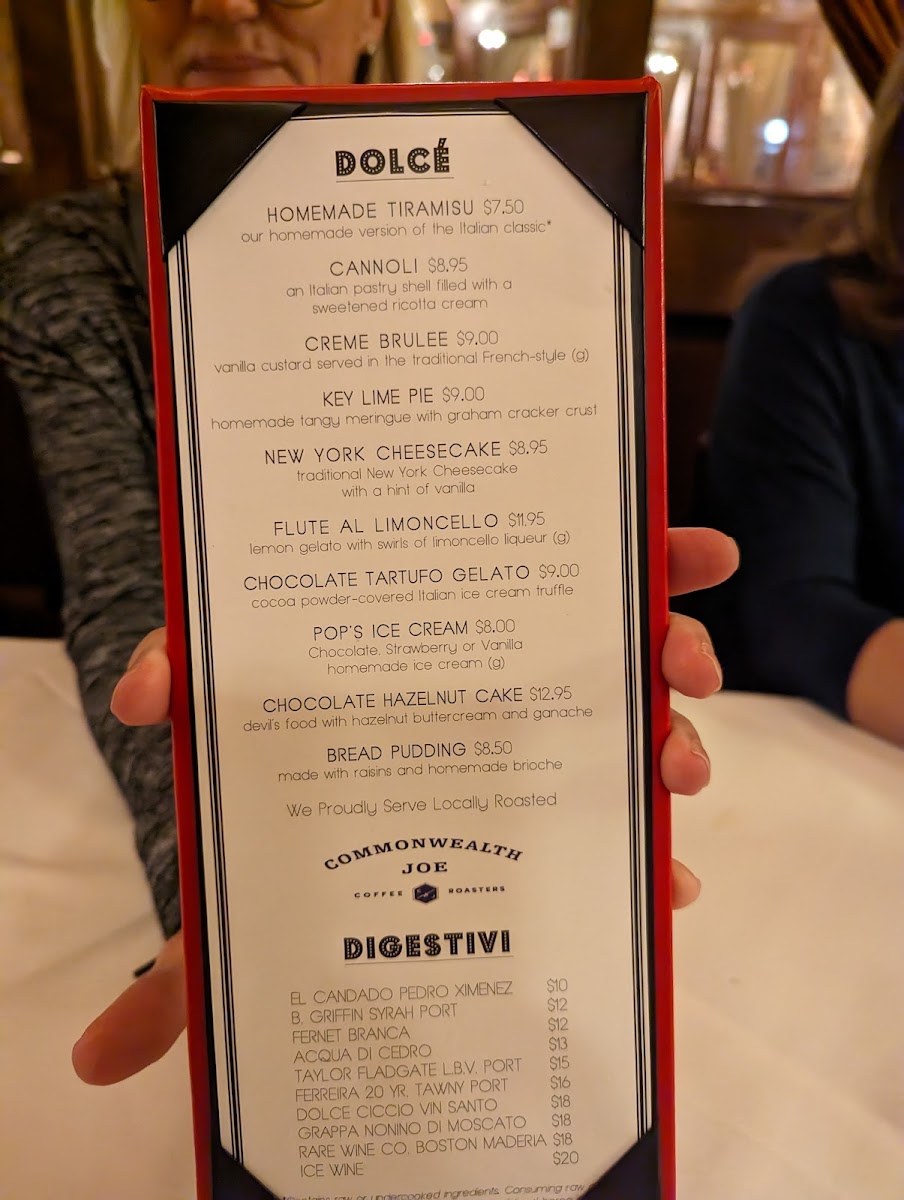 DOLCÉ
HOMEMADE TIRAMISU $7.50
our homemade version of the Italian classic*
CANNOLI $8.95
an Italian pastry shell filled with a
sweetened ricotta cream
CREME BRULEE $9.00
vanilla custard served in the traditional French-style (g)
KEY LIME PIE $9.00
homemade tangy meringue with graham cracker crust
NEW YORK CHEESECAKE $8.95
traditional New York Cheesecake
with a hint of vanilla
FLUTE AL LIMONCELLO $11.95
lemon gelato with swirls of limoncello liqueur (g)
CHOCOLATE TARTUFO GELATO $9.00
cocoa powder-covered Italian ice cream truffle
POP'S ICE CREAM $8.00
Chocolate, Strawberry or Vanilla
homemade ice cream (g)
CHOCOLATE HAZELNUT CAKE $12.95
devil's food with hazelnut buttercream and ganache
BREAD PUDDING $8.50
made with raisins and homemade brioche
We Proudly Serve Locally Roasted
COMMONWEALTH
JOE
COFFEE ROASTERS
DIGESTIVI
EL CANDADO PEDRO XIMENEZ $10
B. GRIFFIN SYRAH PORT $12
FERNET BRANCA $12
ACQUA DI CEDRO $13
TAYLOR FLADGATE L.B.V. PORT $15
FERREIRA 20 YR. TAWNY PORT $16
DOLCE CICCIO VIN SANTO $18
GRAPPA NONINO DI MOSCATO $18
RARE WINE CO. BOSTON MADERIA $18
ICE WINE $20
raw or undercooked ingredients. Consuming raw